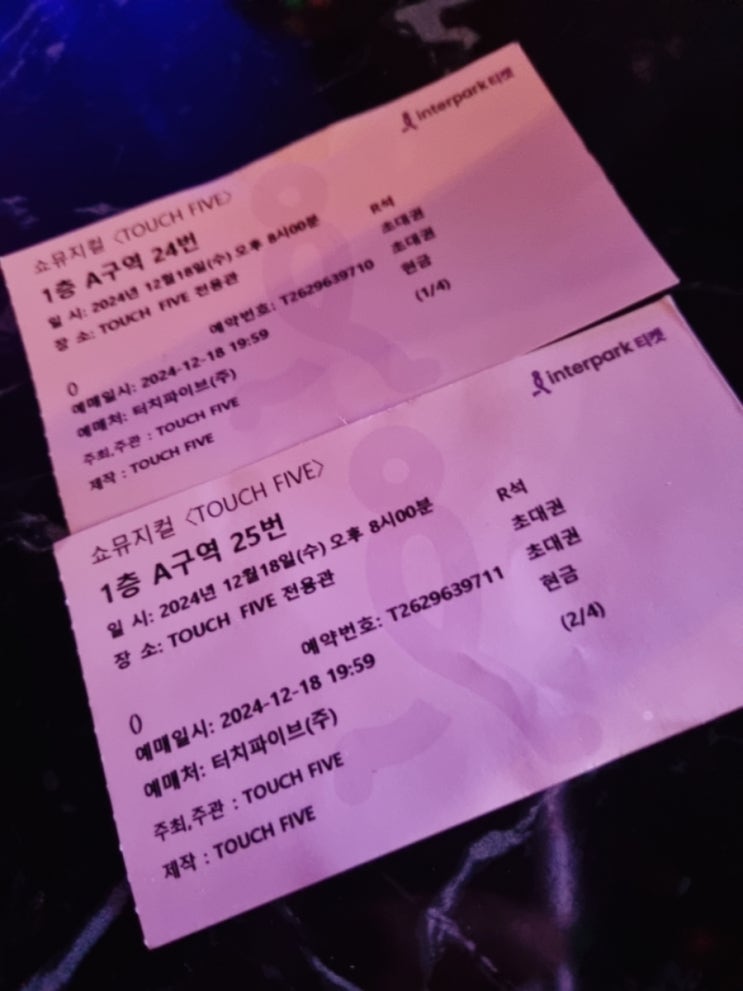 interpark 티켓
쇼뮤지컬 〈TOUCH FIVE〉
1층 A구역 24번
R석
일 시: 2024년 12월18일(수) 오후 8시00분
초대권
장 소: TOUCH FIVE 전용관
초대권
예약번호: T2629639710
현금
(1/4)
()
예매일시: 2024-12-18 19:59
예매처: 터치파이브(주)
주최,주관 : TOUCH FIVE
제작 : TOUCH FIVE
interpark 티켓
쇼뮤지컬 〈TOUCH FIVE〉
1층 A구역 25번
R석
일 시: 2024년 12월18일(수) 오후 8시00분
초대권
장 소: TOUCH FIVE 전용관
초대권
예약번호: T2629639711
현금
(2/4)
()
예매일시: 2024-12-18 19:59
예매처: 터치파이브(주)
주최,주관 : TOUCH FIVE
제작 : TOUCH FIVE